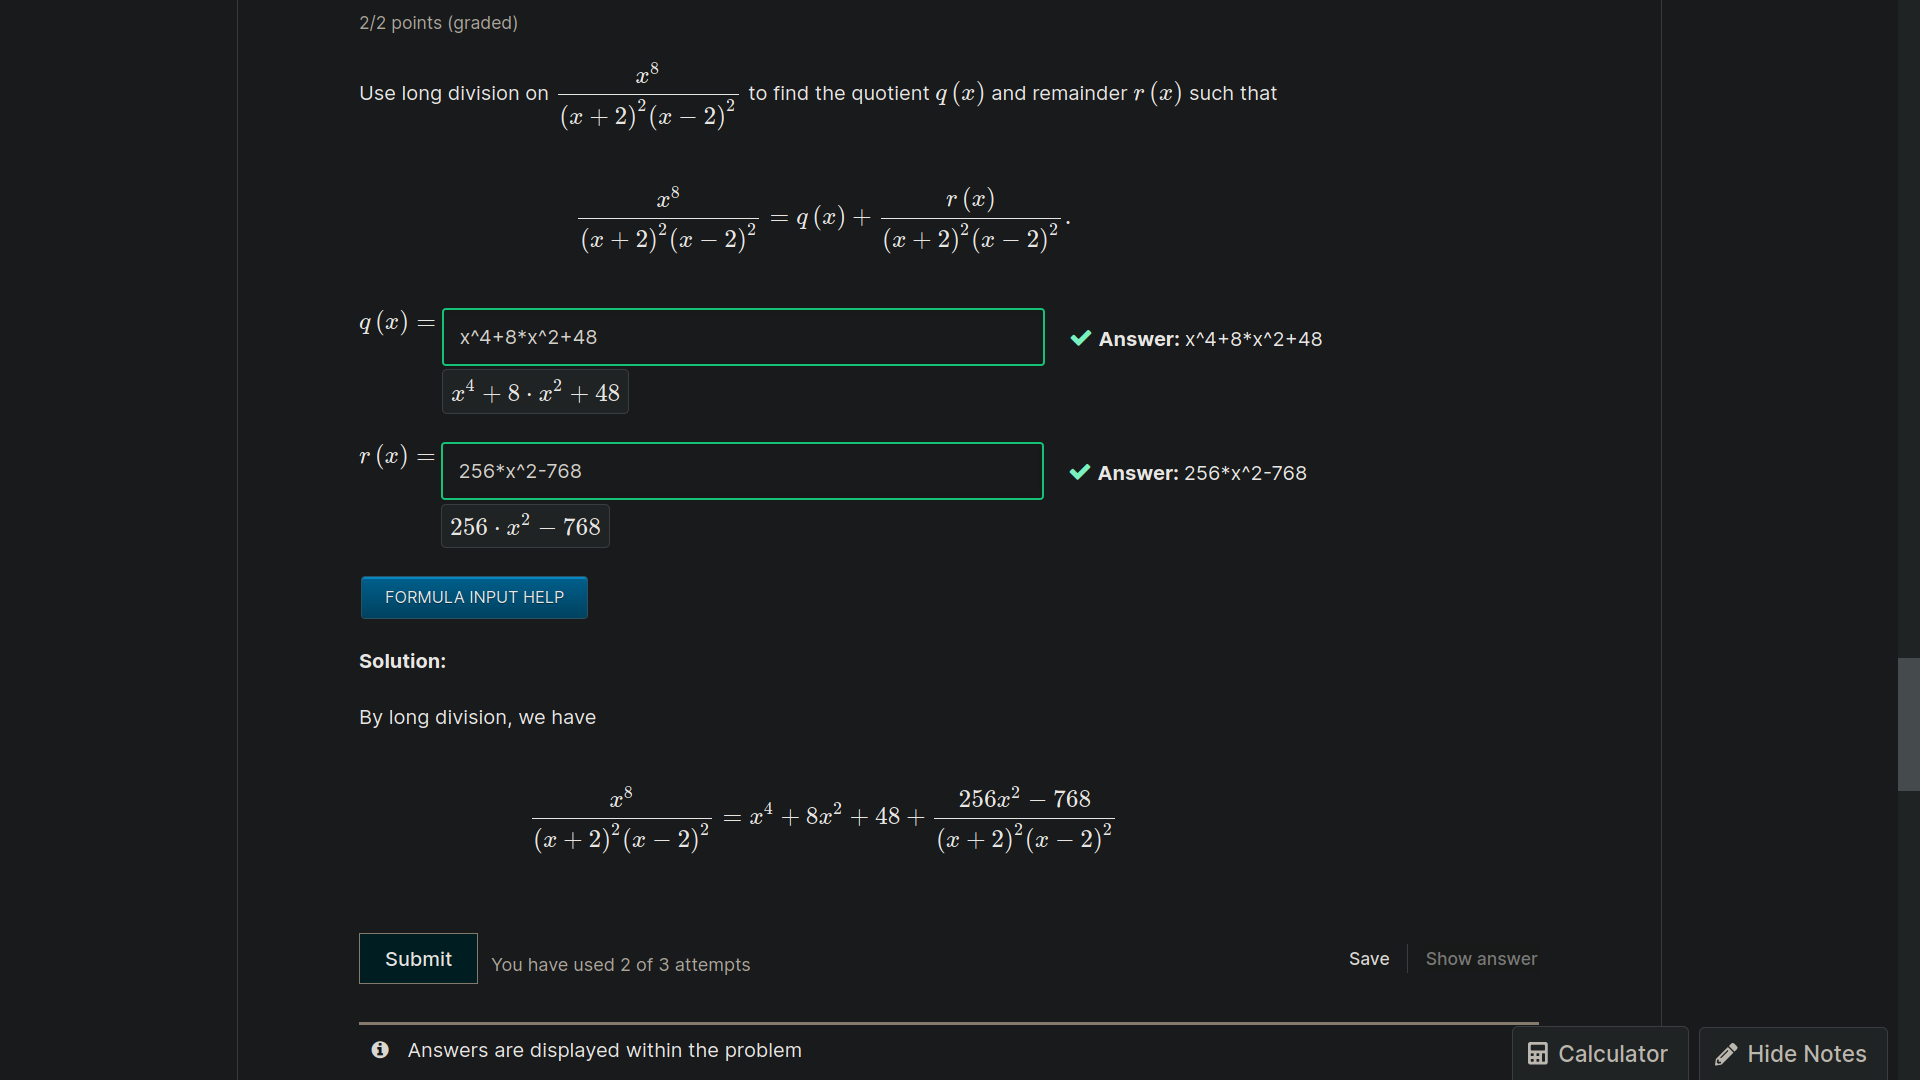 2/2 points (graded)
Use long division on \frac{x^8}{(x+2)^2(x-2)^2} to find the quotient q(x) and remainder r(x) such that
\frac{x^8}{(x+2)^2(x-2)^2} = q(x) + \frac{r(x)}{(x+2)^2(x-2)^2}.
q(x) = x^4+8*x^2+48 ✔ Answer: x^4+8*x^2+48
x^4 + 8 · x^2 + 48
r(x) = 256*x^2-768 ✔ Answer: 256*x^2-768
256 · x^2 − 768
FORMULA INPUT HELP
Solution:
By long division, we have
\frac{x^8}{(x+2)^2(x-2)^2} = x^4 + 8x^2 + 48 + \frac{256x^2 - 768}{(x+2)^2(x-2)^2}
Submit You have used 2 of 3 attempts Save Show answer
Answers are displayed within the problem
Calculator Hide Notes